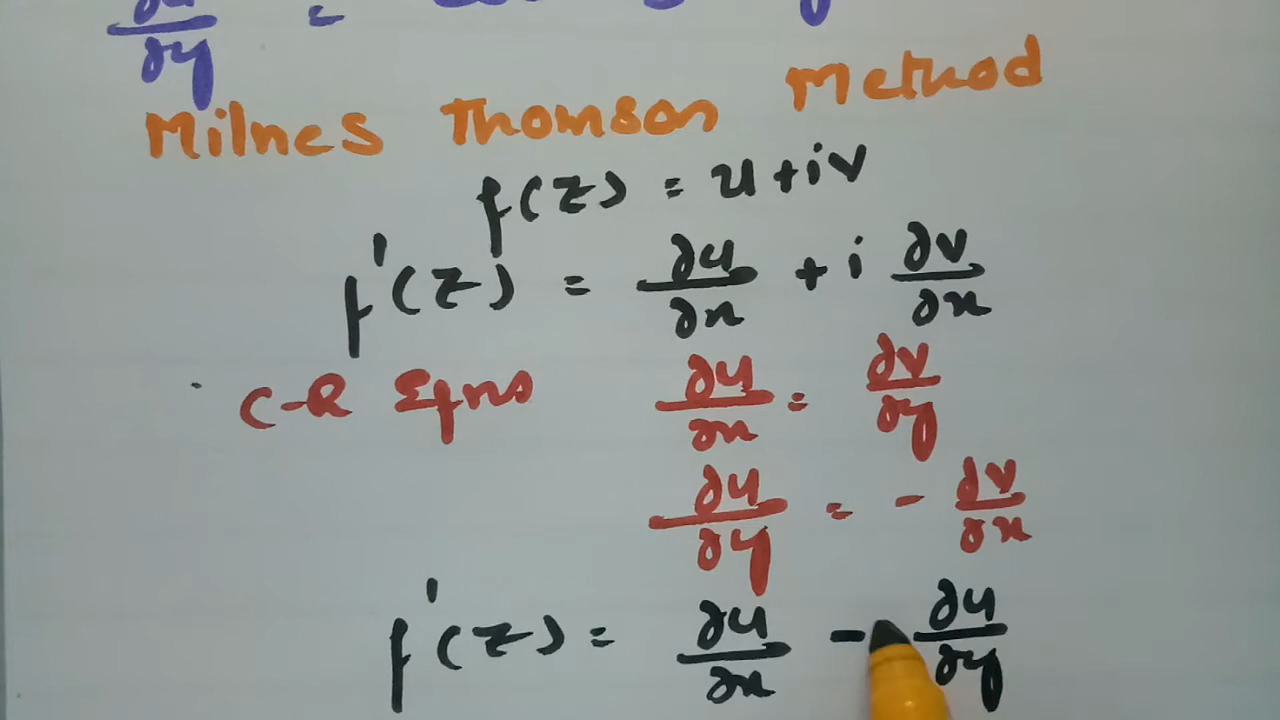 ∂u/∂y =
Milnes Thomson Method
f(z) = u + iv
f'(z) = ∂u/∂x + i ∂v/∂x
C-R Eqns ∂u/∂x = ∂v/∂y
∂u/∂y = - ∂v/∂x
f'(z) = ∂u/∂x - ∂u/∂y